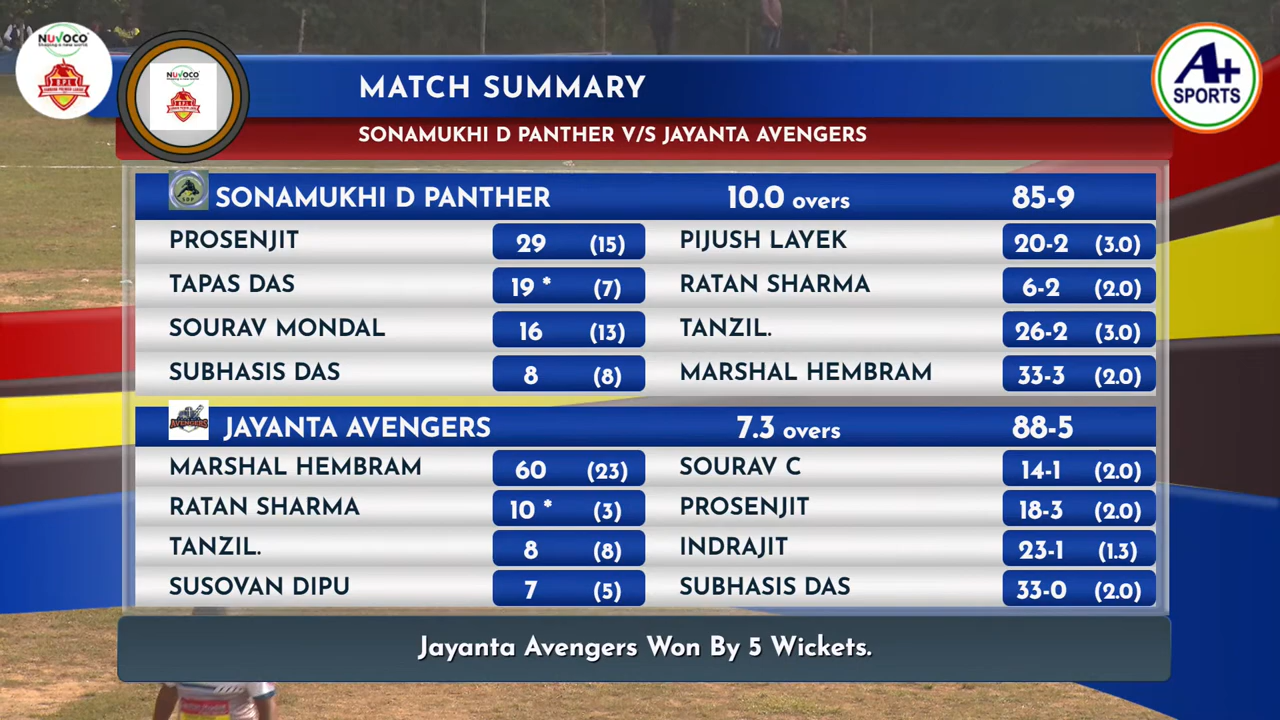 NUVOCO
NUVOCO
A+
SPORTS
MATCH SUMMARY
SONAMUKHI D PANTHER V/S JAYANTA AVENGERS
SDP SONAMUKHI D PANTHER 10.0 overs 85-9
PROSENJIT 29 (15) PIJUSH LAYEK 20-2 (3.0)
TAPAS DAS 19 * (7) RATAN SHARMA 6-2 (2.0)
SOURAV MONDAL 16 (13) TANZIL. 26-2 (3.0)
SUBHASIS DAS 8 (8) MARSHAL HEMBRAM 33-3 (2.0)
AVENGERS JAYANTA AVENGERS 7.3 overs 88-5
MARSHAL HEMBRAM 60 (23) SOURAV C 14-1 (2.0)
RATAN SHARMA 10 * (3) PROSENJIT 18-3 (2.0)
TANZIL. 8 (8) INDRAJIT 23-1 (1.3)
SUSOVAN DIPU 7 (5) SUBHASIS DAS 33-0 (2.0)
Jayanta Avengers Won By 5 Wickets.